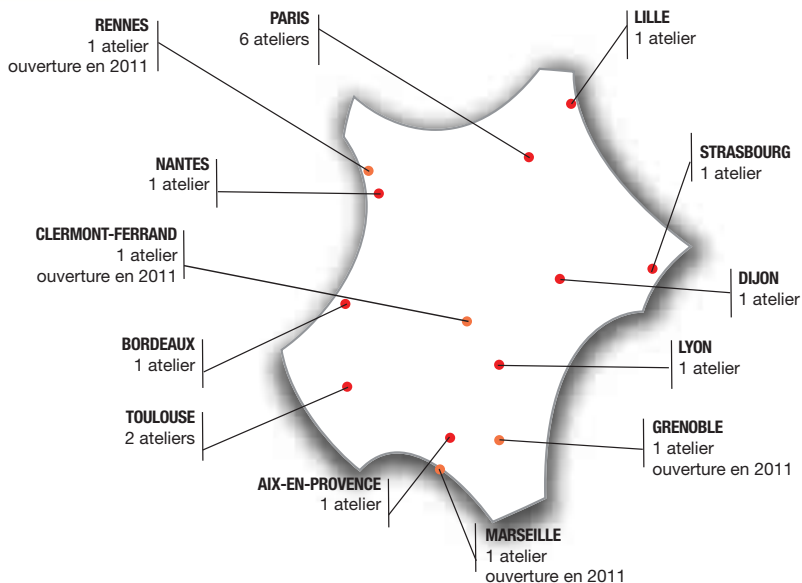 RENNES
1 atelier
ouverture en 2011
PARIS
6 ateliers
LILLE
1 atelier
STRASBOURG
1 atelier
NANTES
1 atelier
CLERMONT-FERRAND
1 atelier
ouverture en 2011
DIJON
1 atelier
BORDEAUX
1 atelier
LYON
1 atelier
TOULOUSE
2 ateliers
GRENOBLE
1 atelier
ouverture en 2011
AIX-EN-PROVENCE
1 atelier
MARSEILLE
1 atelier
ouverture en 2011